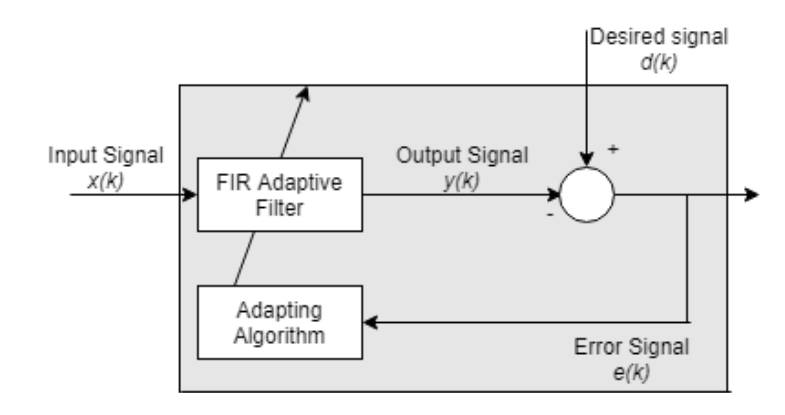 Desired signal
d(k)
+
Input Signal
x(k)
FIR Adaptive
Filter
Output Signal
y(k)
-
Adapting
Algorithm
Error Signal
e(k)